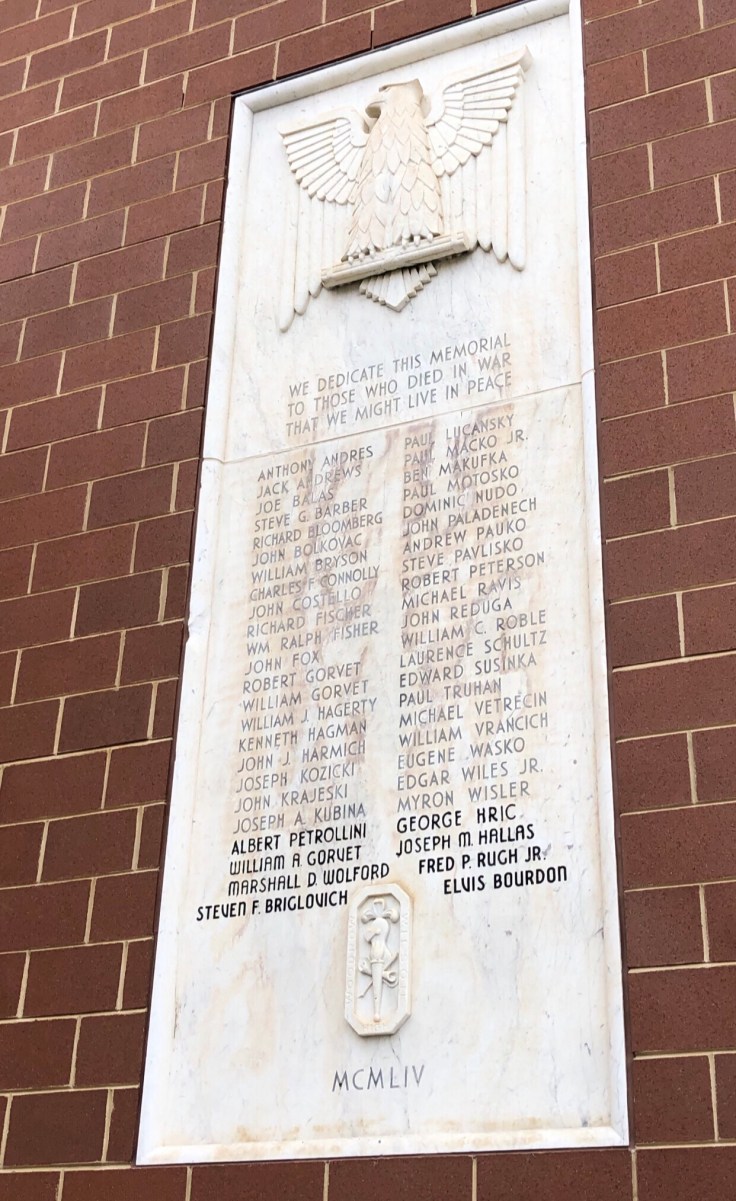 WE DEDICATE THIS MEMORIAL
TO THOSE WHO DIED IN WAR
THAT WE MIGHT LIVE IN PEACE
ANTHONY ANDRES
JACK ANDREWS
JOE BALAS
STEVE G. BARBER
RICHARD BLOOMBERG
JOHN BOLKOVAC
WILLIAM BRYSON
CHARLES F. CONNOLLY
JOHN COSTELLO
RICHARD FISCHER
WM RALPH FISHER
JOHN FOX
ROBERT GORVET
WILLIAM GORVET
WILLIAM J. HAGERTY
KENNETH HAGMAN
JOHN J. HARMICH
JOSEPH KOZICKI
JOHN KRAJESKI
JOSEPH A. KUBINA
ALBERT PETROLLINI
WILLIAM A. GORVET
MARSHALL D. WOLFORD
STEVEN F. BRIGLOVICH
PAUL LUCANSKY
PAUL MACKO JR.
BEN MAKUFKA
PAUL MOTOSKO
DOMINIC NUDO
JOHN PALADENECH
ANDREW PAUKO
STEVE PAVLISKO
ROBERT PETERSON
MICHAEL RAVIS
JOHN REDUGA
WILLIAM C. ROBLE
LAURENCE SCHULTZ
EDWARD SUSINKA
PAUL TRUHAN
MICHAEL VETRECIN
WILLIAM VRANCICH
EUGENE WASKO
EDGAR WILES JR.
MYRON WISLER
GEORGE HRIC
JOSEPH M. HALLAS
FRED P. RUGH JR.
ELVIS BOURDON
MCMLIV